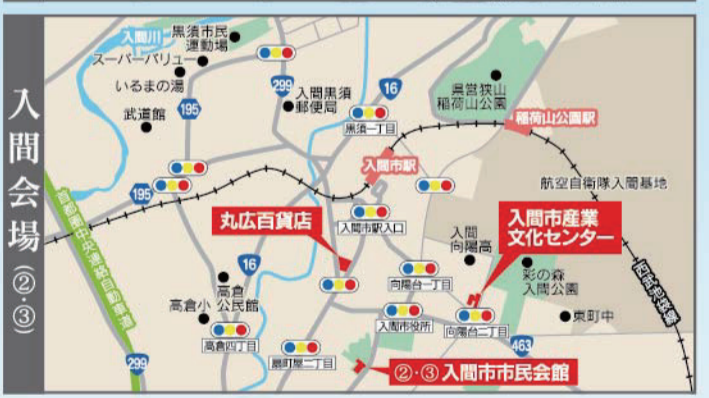 入間会場(②・③)
入間川
黒須市民
運動場
スーパーバリュー
いるまの湯
武道館
195
299
入間黒須
郵便局
16
黒須一丁目
県営狭山
稲荷山公園
稲荷山公園駅
入間市駅
航空自衛隊入間基地
195
丸広百貨店
入間市駅入口
入間
向陽高
入間市産業
文化センター
首都圏中央連絡自動車道
16
高倉
公民館
高倉小
向陽台一丁目
彩の森
入間公園
西武池袋線
高倉四丁目
入間市役所
向陽台二丁目
東町中
299
扇町屋二丁目
463
②・③ 入間市市民会館